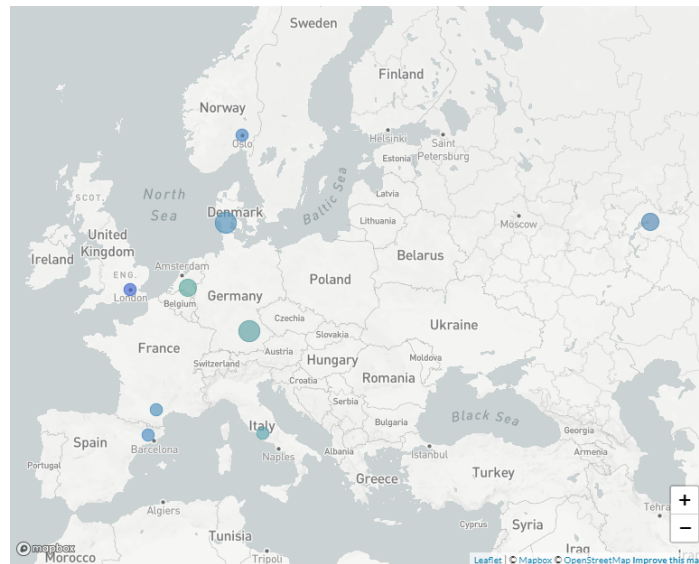 Sweden
Finland
Norway
Helsinki
Oslo
Saint
Petersburg
Estonia
North
Sea
SCOT.
Baltic Sea
Latvia
Denmark
Lithuania
Moscow
United
Kingdom
Ireland
Belarus
ENG.
Amsterdam
London
Poland
Germany
Belgium
Czechia
Ukraine
Slovakia
France
Austria
Switzerland
Hungary
Moldova
Croatia
Romania
Serbia
Black Sea
Italy
Bulgaria
Georgia
Spain
Barcelona
Naples
Albania
Istanbul
Armenia
Portugal
Greece
Turkey
Algiers
Tehra
Cyprus
Syria
Tunisia
Iraq
Iran
Morocco
Tripoli
+
−
mapbox
Leaflet | © Mapbox © OpenStreetMap Improve this ma